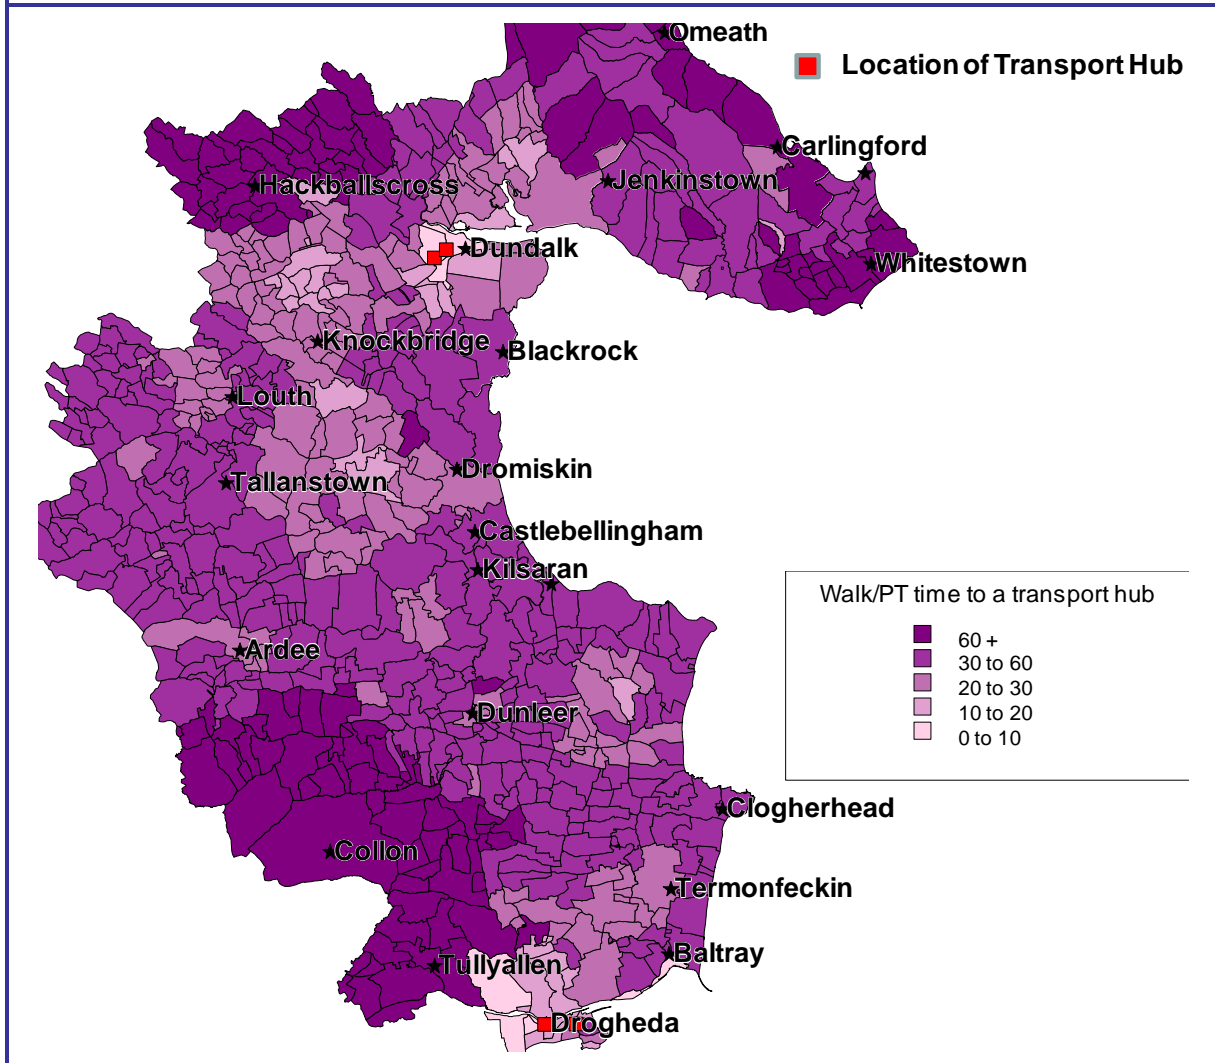 Omeath
Location of Transport Hub
Carlingford
Jenkinstown
Hackballscross
Dundalk
Whitestown
Knockbridge
Blackrock
Louth
Dromiskin
Tallanstown
Castlebellingham
Kilsaran
Walk/PT time to a transport hub
60 +
30 to 60
20 to 30
10 to 20
0 to 10
Ardee
Dunleer
Clogherhead
Collon
Termonfeckin
Baltray
Tullyallen
Drogheda